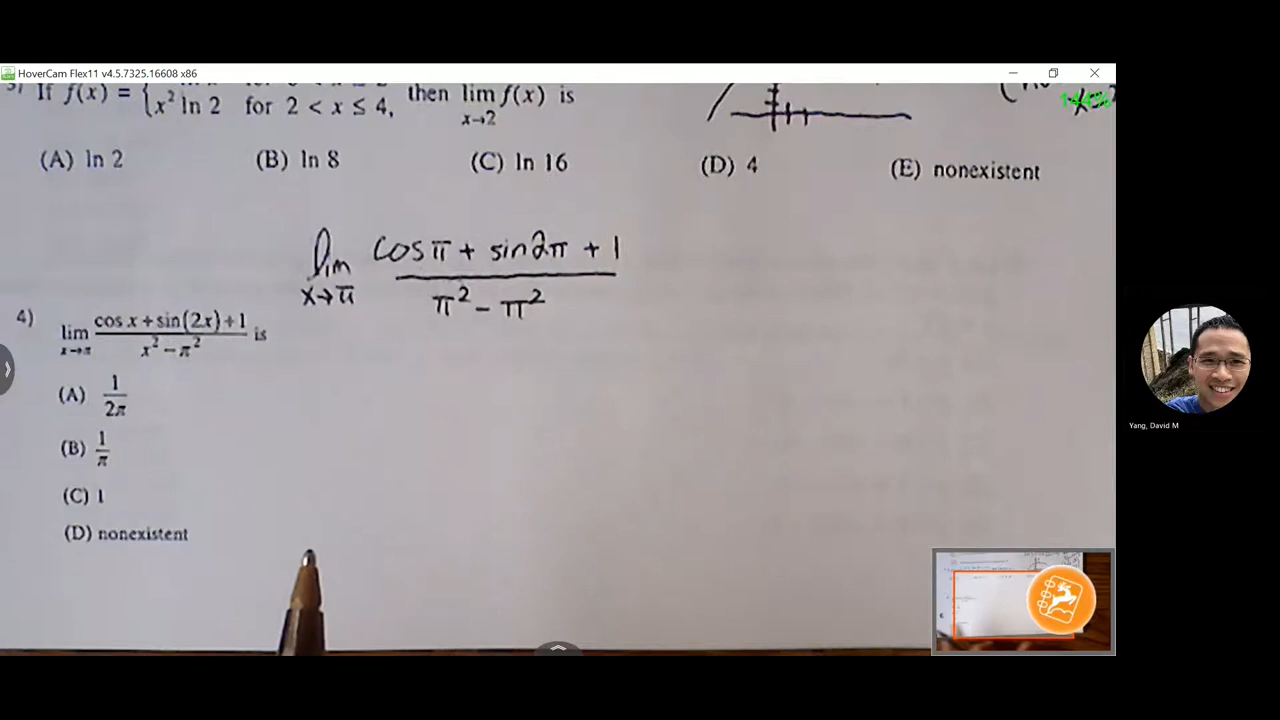 HoverCam Flex11 v4.5.7325.16608 x86
144%
If f(x) = { x² ln 2 for 2 < x ≤ 4, then lim x→2 f(x) is
(A) ln 2 (B) ln 8 (C) ln 16 (D) 4 (E) nonexistent
lim x→π (cos π + sin 2π + 1) / (π² − π²)
4) lim x→π (cos x + sin(2x) + 1) / (x² − π²) is
(A) 1/2π
(B) 1/π
(C) 1
(D) nonexistent
Yang, David M